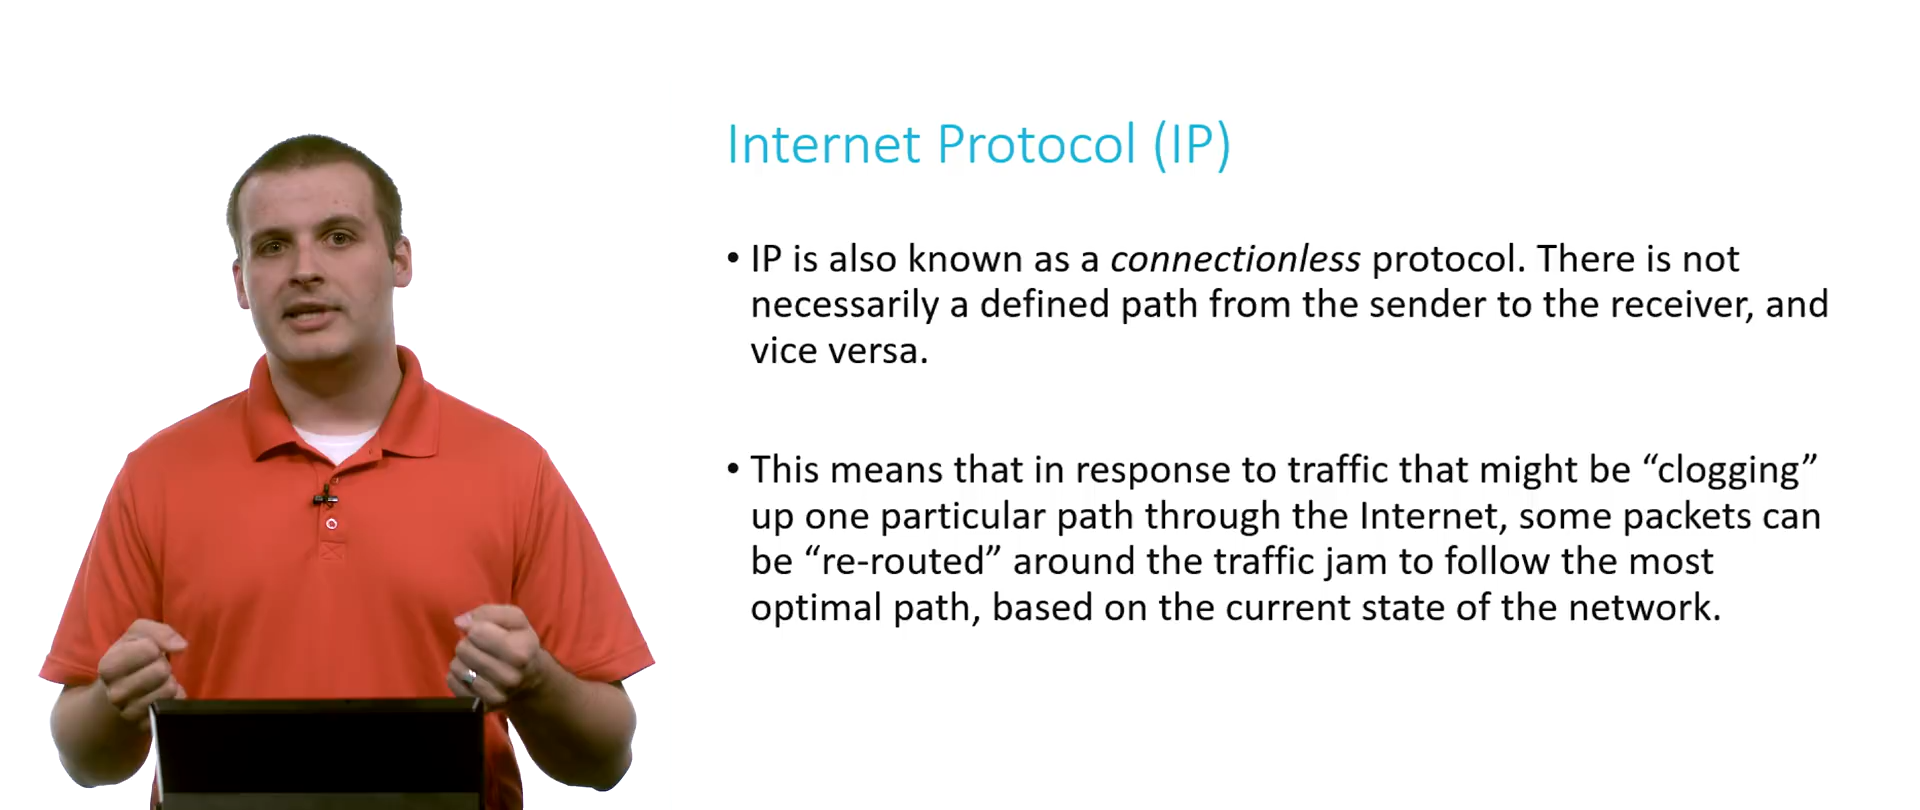 Internet Protocol (IP)
• IP is also known as a connectionless protocol. There is not
necessarily a defined path from the sender to the receiver, and
vice versa.
• This means that in response to traffic that might be “clogging”
up one particular path through the Internet, some packets can
be “re-routed” around the traffic jam to follow the most
optimal path, based on the current state of the network.